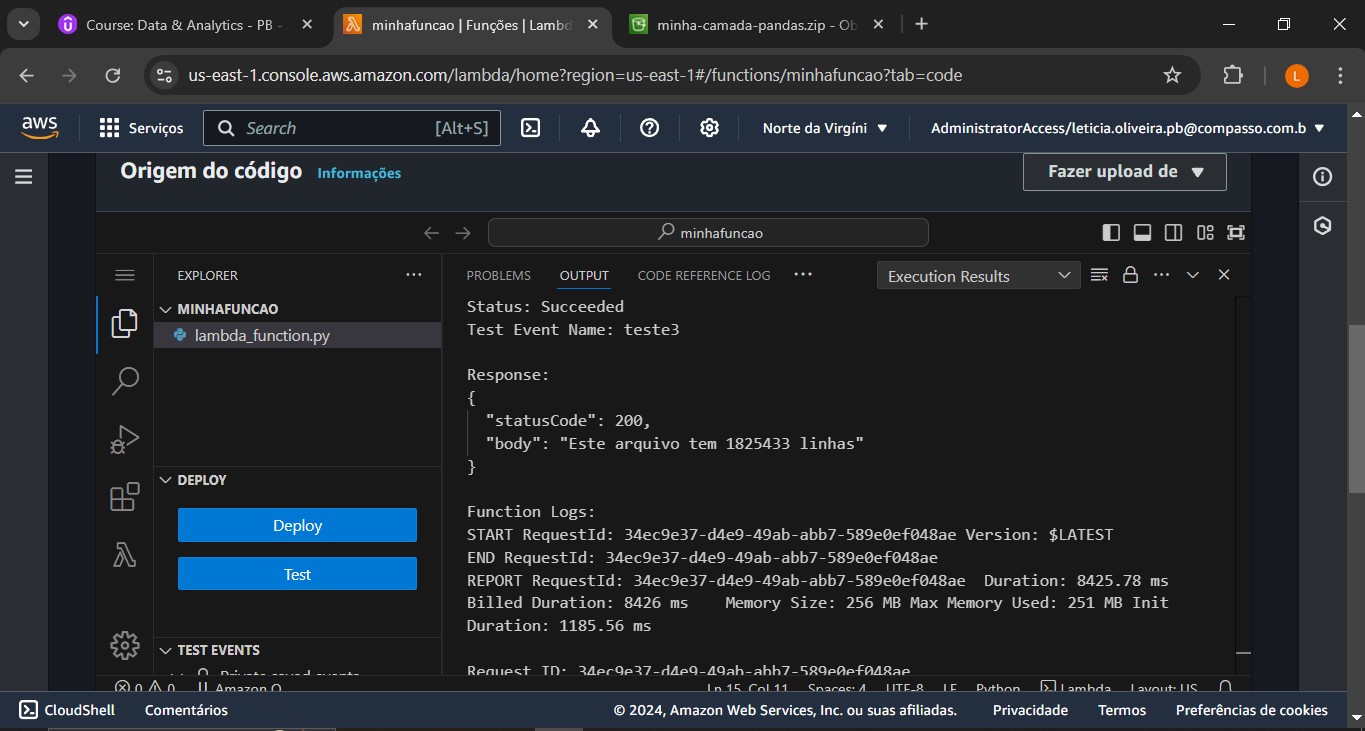 Course: Data & Analytics - PB -
minhafuncao | Funções | Lambd
minha-camada-pandas.zip - Ob
us-east-1.console.aws.amazon.com/lambda/home?region=us-east-1#/functions/minhafuncao?tab=code
L
aws
Serviços
Search
[Alt+S]
Norte da Virgíni
AdministratorAccess/leticia.oliveira.pb@compasso.com.b
Origem do código
Informações
Fazer upload de
minhafuncao
EXPLORER
PROBLEMS
OUTPUT
CODE REFERENCE LOG
Execution Results
MINHAFUNCAO
lambda_function.py
Status: Succeeded
Test Event Name: teste3
Response:
{
"statusCode": 200,
"body": "Este arquivo tem 1825433 linhas"
}
DEPLOY
Deploy
Test
Function Logs:
START RequestId: 34ec9e37-d4e9-49ab-abb7-589e0ef048ae Version: $LATEST
END RequestId: 34ec9e37-d4e9-49ab-abb7-589e0ef048ae
REPORT RequestId: 34ec9e37-d4e9-49ab-abb7-589e0ef048ae Duration: 8425.78 ms
Billed Duration: 8426 ms Memory Size: 256 MB Max Memory Used: 251 MB Init
Duration: 1185.56 ms
TEST EVENTS
Private saved events
Request ID: 34ec9e37-d4e9-49ab-abb7-589e0ef048ae
0 0 Amazon Q
Ln 15, Col 11 Spaces: 4 UTF-8 LF Python Lambda Layout: US
CloudShell
Comentários
© 2024, Amazon Web Services, Inc. ou suas afiliadas.
Privacidade
Termos
Preferências de cookies